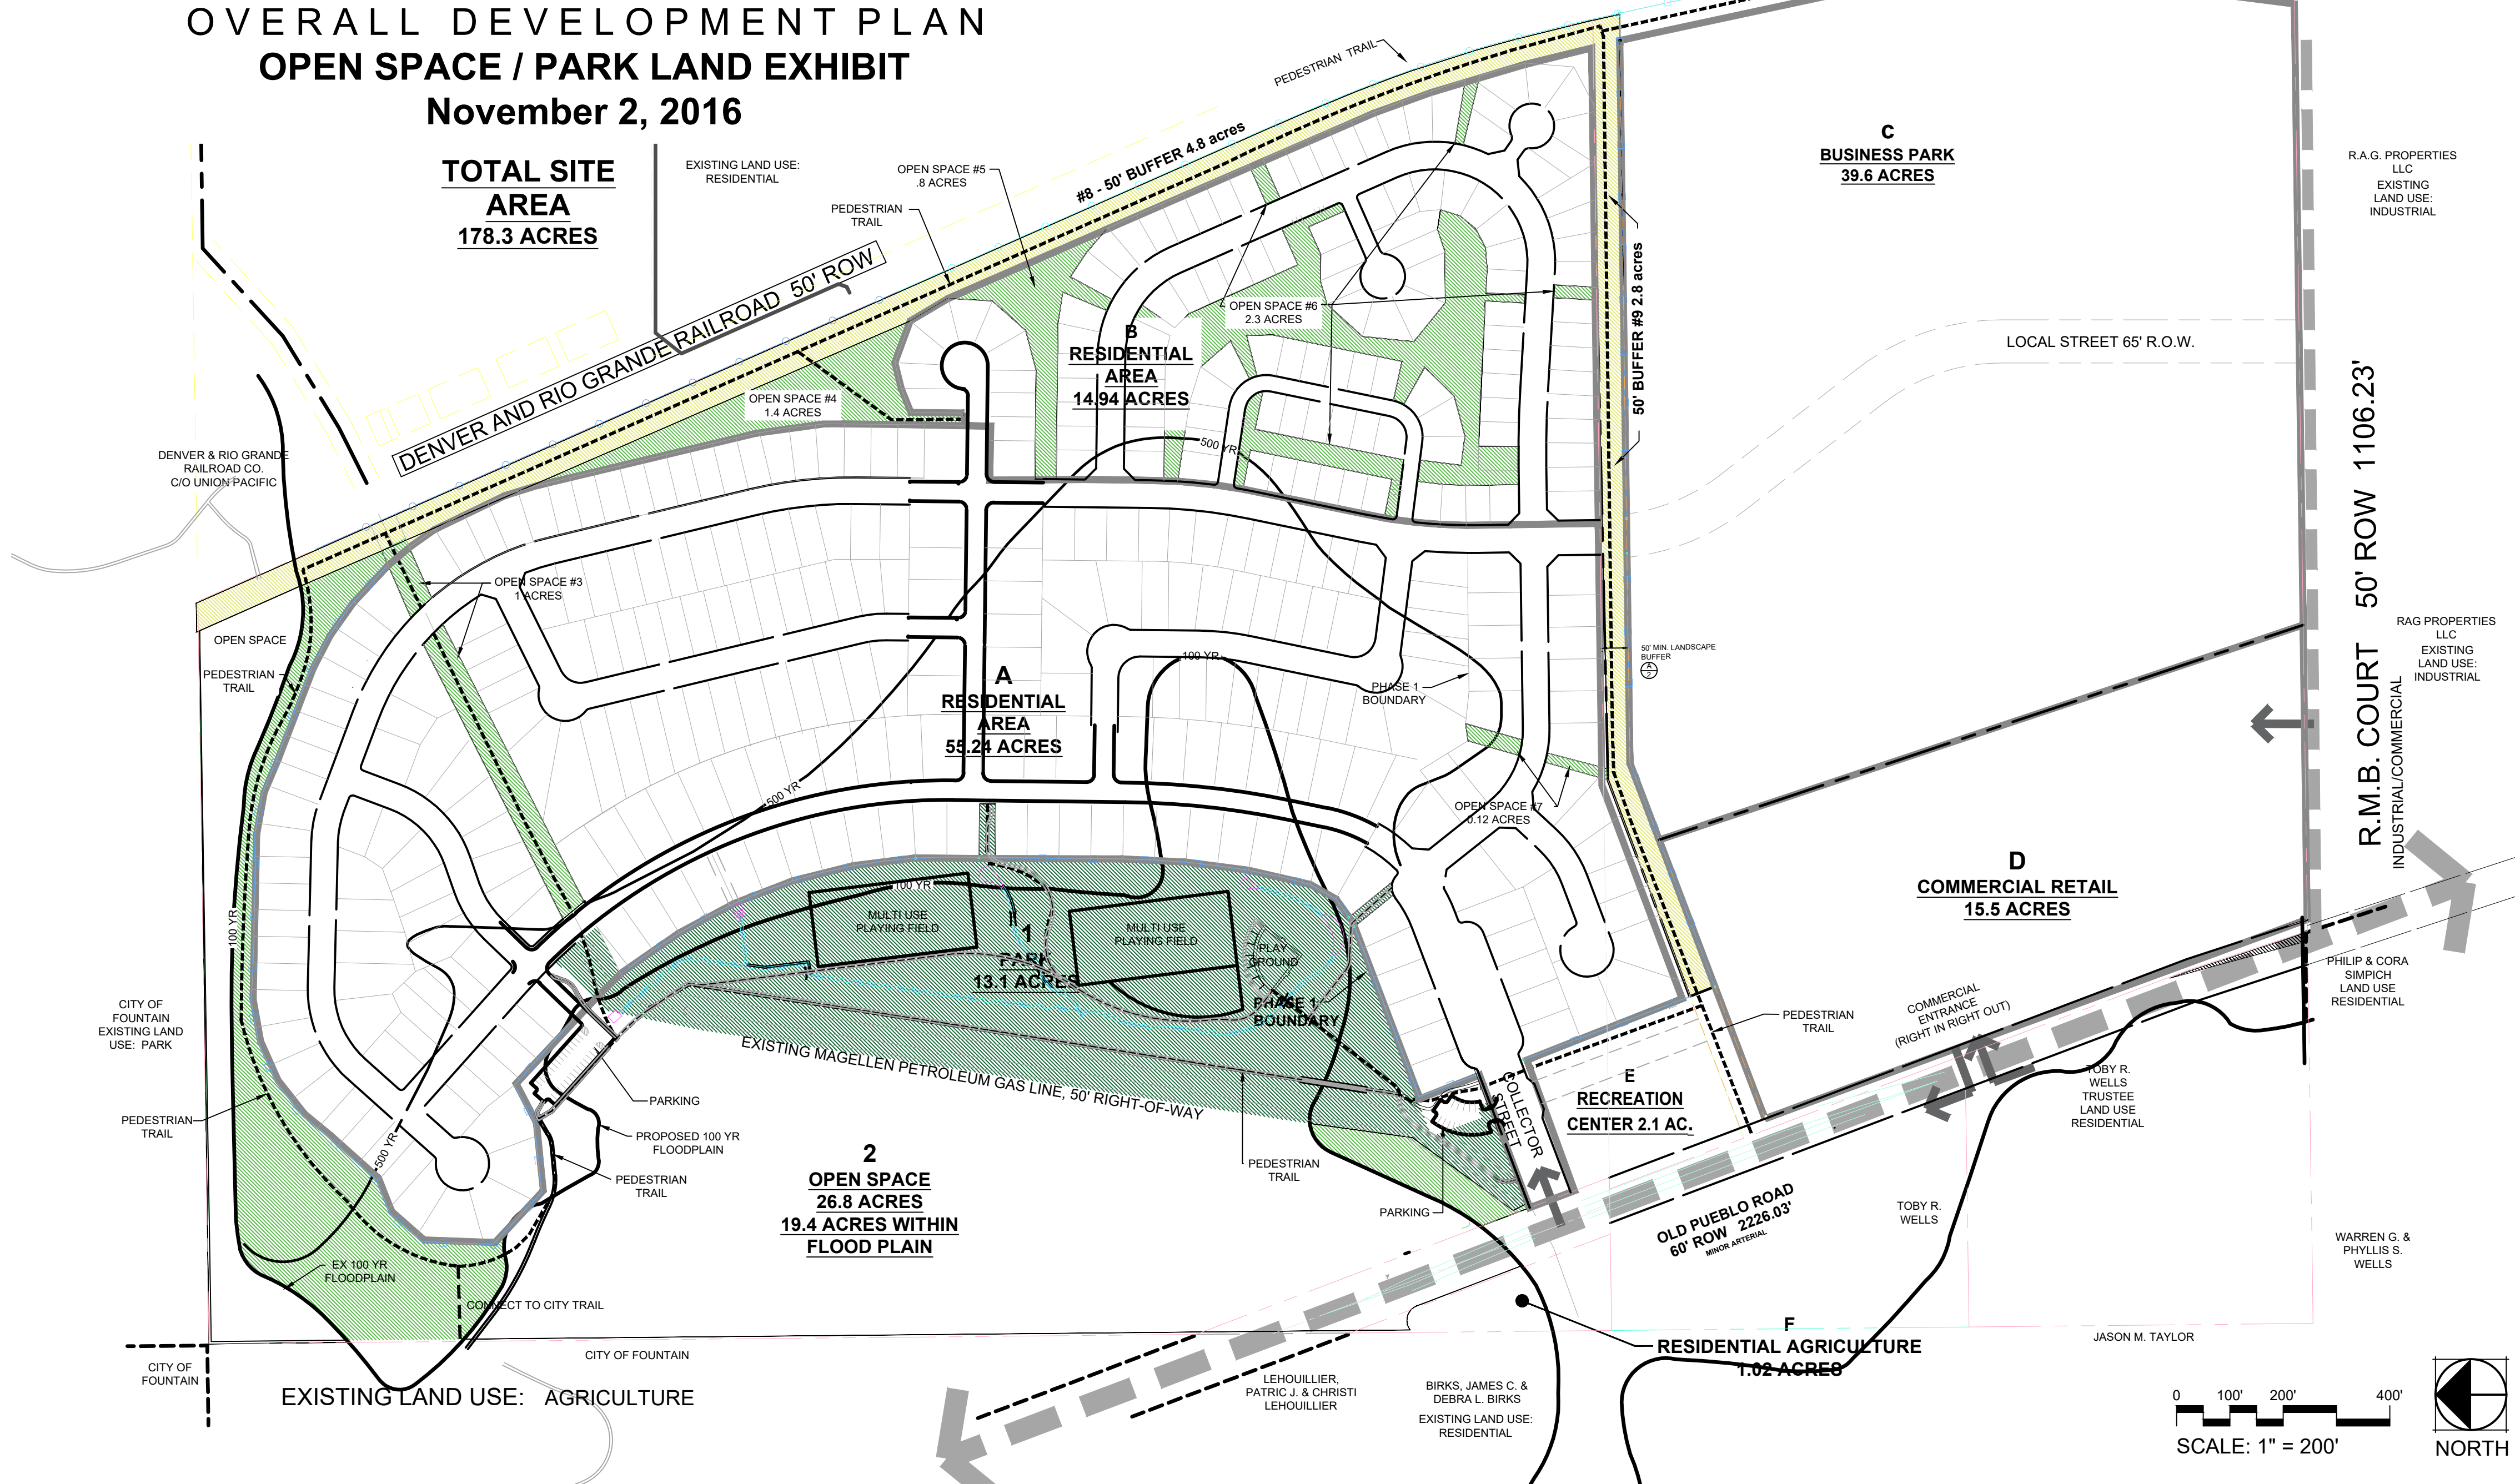 OVERALL DEVELOPMENT PLAN
OPEN SPACE / PARK LAND EXHIBIT
November 2, 2016
TOTAL SITE
AREA
178.3 ACRES
EXISTING LAND USE:
RESIDENTIAL
OPEN SPACE #5
.8 ACRES
PEDESTRIAN
TRAIL
PEDESTRIAN TRAIL
#8 - 50' BUFFER 4.8 acres
DENVER AND RIO GRANDE RAILROAD 50' ROW
C
BUSINESS PARK
39.6 ACRES
R.A.G. PROPERTIES
LLC
EXISTING
LAND USE:
INDUSTRIAL
OPEN SPACE #6
2.3 ACRES
B
RESIDENTIAL
AREA
14.94 ACRES
50' BUFFER #9 2.8 acres
LOCAL STREET 65' R.O.W.
OPEN SPACE #4
1.4 ACRES
500 YR
DENVER & RIO GRANDE
RAILROAD CO.
C/O UNION PACIFIC
R.M.B. COURT 50' ROW 1106.23'
INDUSTRIAL/COMMERCIAL
RAG PROPERTIES
LLC
EXISTING
LAND USE:
INDUSTRIAL
OPEN SPACE #3
1 ACRES
OPEN SPACE
PEDESTRIAN
TRAIL
100 YR
50' MIN. LANDSCAPE
BUFFER
A
2
A
RESIDENTIAL
AREA
55.24 ACRES
PHASE 1
BOUNDARY
500 YR
OPEN SPACE #7
0.12 ACRES
D
COMMERCIAL RETAIL
15.5 ACRES
100 YR
100 YR
MULTI USE
PLAYING FIELD
MULTI USE
PLAYING FIELD
PLAY
GROUND
1
PARK
13.1 ACRES
PHASE 1
BOUNDARY
PHILIP & CORA
SIMPICH
LAND USE
RESIDENTIAL
COMMERCIAL
ENTRANCE
(RIGHT IN RIGHT OUT)
PEDESTRIAN
TRAIL
CITY OF
FOUNTAIN
EXISTING LAND
USE: PARK
EXISTING MAGELLEN PETROLEUM GAS LINE, 50' RIGHT-OF-WAY
PARKING
PEDESTRIAN
TRAIL
PROPOSED 100 YR
FLOODPLAIN
PEDESTRIAN
TRAIL
500 YR
COLLECTOR
STREET
E
RECREATION
CENTER 2.1 AC.
TOBY R.
WELLS
TRUSTEE
LAND USE
RESIDENTIAL
2
OPEN SPACE
26.8 ACRES
19.4 ACRES WITHIN
FLOOD PLAIN
PEDESTRIAN
TRAIL
PARKING
OLD PUEBLO ROAD
60' ROW 2226.03'
MINOR ARTERIAL
TOBY R.
WELLS
WARREN G. &
PHYLLIS S.
WELLS
EX 100 YR
FLOODPLAIN
CONNECT TO CITY TRAIL
F
RESIDENTIAL AGRICULTURE
1.02 ACRES
JASON M. TAYLOR
CITY OF
FOUNTAIN
CITY OF FOUNTAIN
EXISTING LAND USE: AGRICULTURE
LEHOUILLIER,
PATRIC J. & CHRISTI
LEHOUILLIER
BIRKS, JAMES C. &
DEBRA L. BIRKS
EXISTING LAND USE:
RESIDENTIAL
0 100' 200' 400'
SCALE: 1" = 200'
NORTH